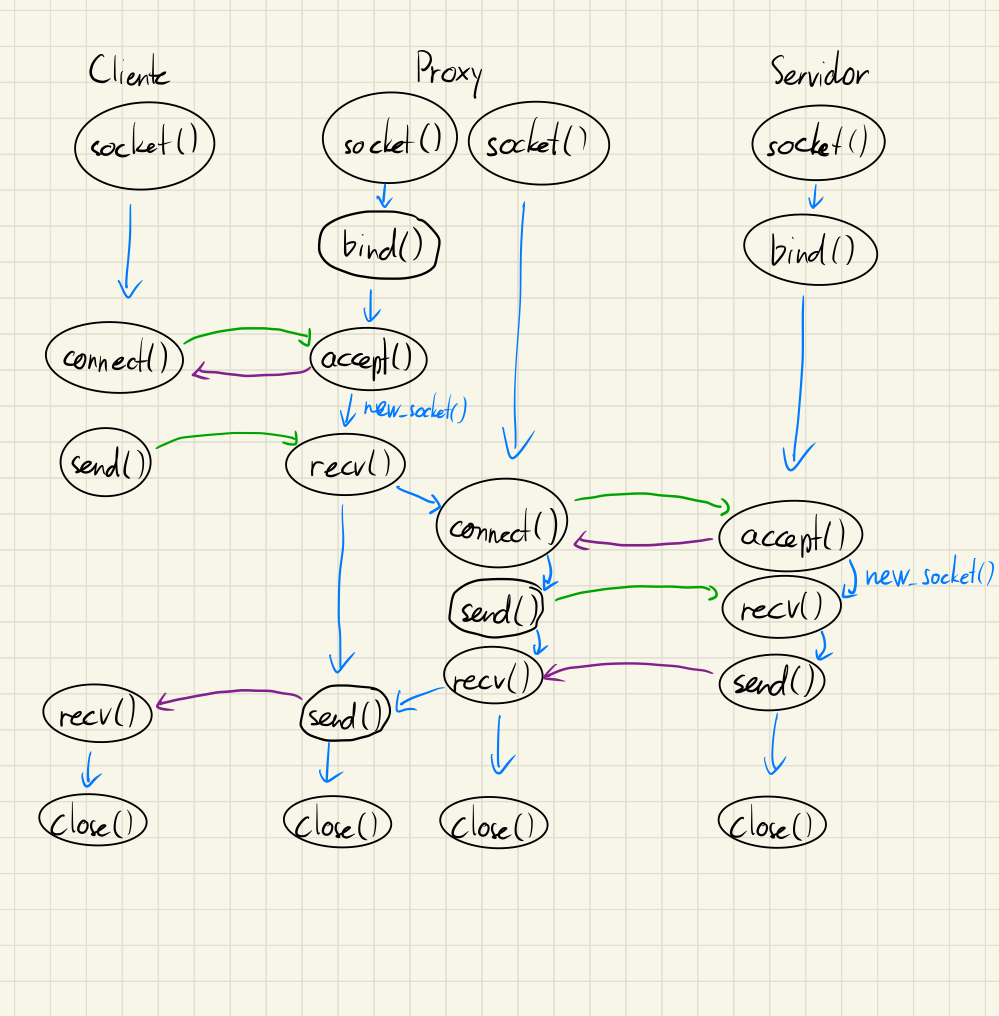 Cliente Proxy Servidor
socket() socket() socket() socket()
bind() bind()
connect() accept()
new_socket()
send() recv()
connect() accept()
new_socket()
send() recv()
recv() send()
recv() send()
close() close() close() close()